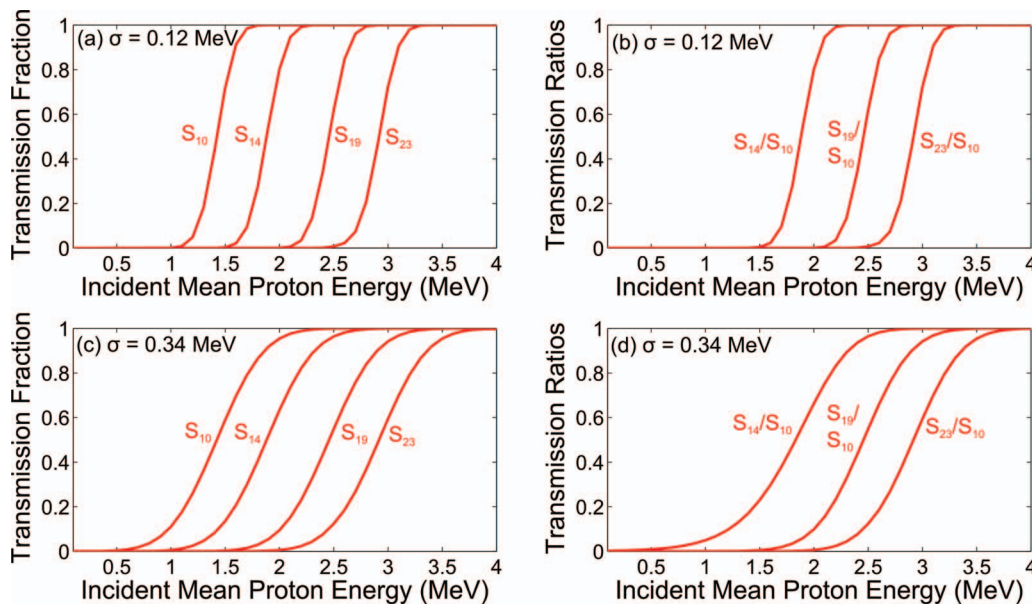 (a) σ = 0.12 MeV
Transmission Fraction
1
0.8
0.6
0.4
0.2
0
S₁₀
S₁₄
S₁₉
S₂₃
0.5 1 1.5 2 2.5 3 3.5 4
Incident Mean Proton Energy (MeV)
(b) σ = 0.12 MeV
Transmission Ratios
1
0.8
0.6
0.4
0.2
0
S₁₄/S₁₀
S₁₉/
S₁₀
S₂₃/S₁₀
0.5 1 1.5 2 2.5 3 3.5 4
Incident Mean Proton Energy (MeV)
(c) σ = 0.34 MeV
Transmission Fraction
1
0.8
0.6
0.4
0.2
0
S₁₀
S₁₄
S₁₉
S₂₃
0.5 1 1.5 2 2.5 3 3.5 4
Incident Mean Proton Energy (MeV)
(d) σ = 0.34 MeV
Transmission Ratios
1
0.8
0.6
0.4
0.2
0
S₁₄/S₁₀
S₁₉/
S₁₀
S₂₃/S₁₀
0.5 1 1.5 2 2.5 3 3.5 4
Incident Mean Proton Energy (MeV)